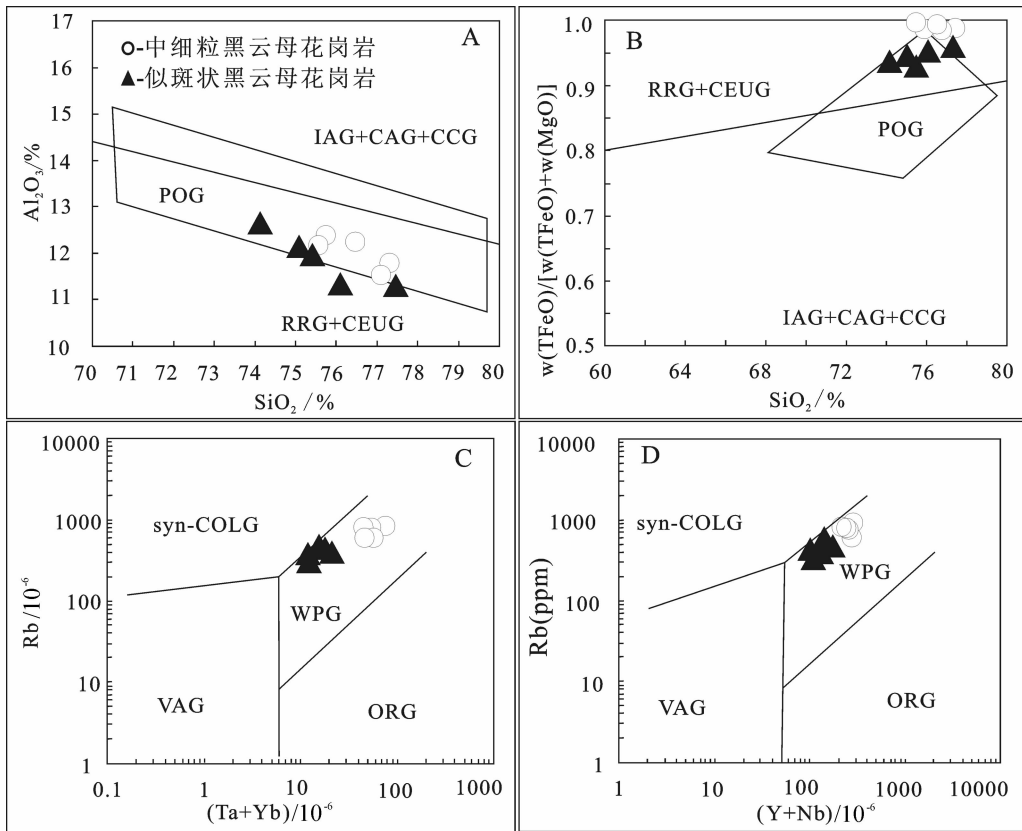 A
17
16
15
14
13
12
11
10
Al₂O₃/%
○-中细粒黑云母花岗岩
▲-似斑状黑云母花岗岩
IAG+CAG+CCG
POG
RRG+CEUG
70 71 72 73 74 75 76 77 78 79 80
SiO₂/%
B
1.0
0.9
0.8
0.7
0.6
0.5
w(TFeO)/[w(TFeO)+w(MgO)]
RRG+CEUG
POG
IAG+CAG+CCG
60 64 68 72 76 80
SiO₂/%
C
10000
1000
100
10
1
Rb/10⁻⁶
syn-COLG
WPG
VAG
ORG
0.1 1 10 100 1000
(Ta+Yb)/10⁻⁶
D
10000
1000
100
10
1
Rb(ppm)
syn-COLG
WPG
VAG
ORG
1 10 100 1000 10000
(Y+Nb)/10⁻⁶